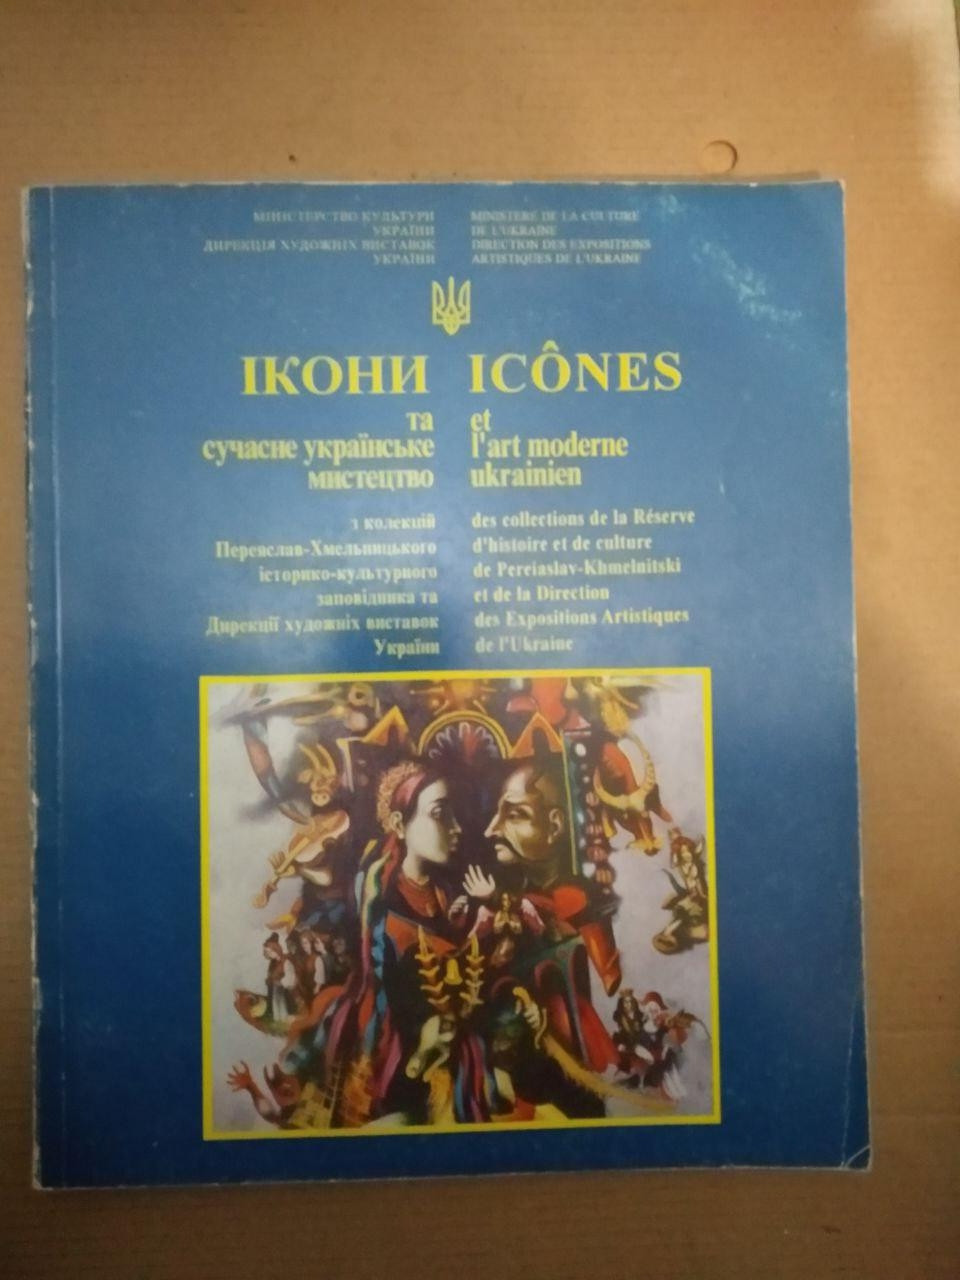 МІНІСТЕРСТВО КУЛЬТУРИ
УКРАЇНИ
ДИРЕКЦІЯ ХУДОЖНІХ ВИСТАВОК
УКРАЇНИ
MINISTERE DE LA CULTURE
DE L'UKRAINE
DIRECTION DES EXPOSITIONS
ARTISTIQUES DE L'UKRAINE
ІКОНИ
та
сучасне українське
мистецтво
ICÔNES
et
l'art moderne
ukrainien
з колекцій
Переяслав-Хмельницького
історико-культурного
заповідника та
Дирекції художніх виставок
України
des collections de la Réserve
d'histoire et de culture
de Pereiaslav-Khmelnitski
et de la Direction
des Expositions Artistiques
de l'Ukraine